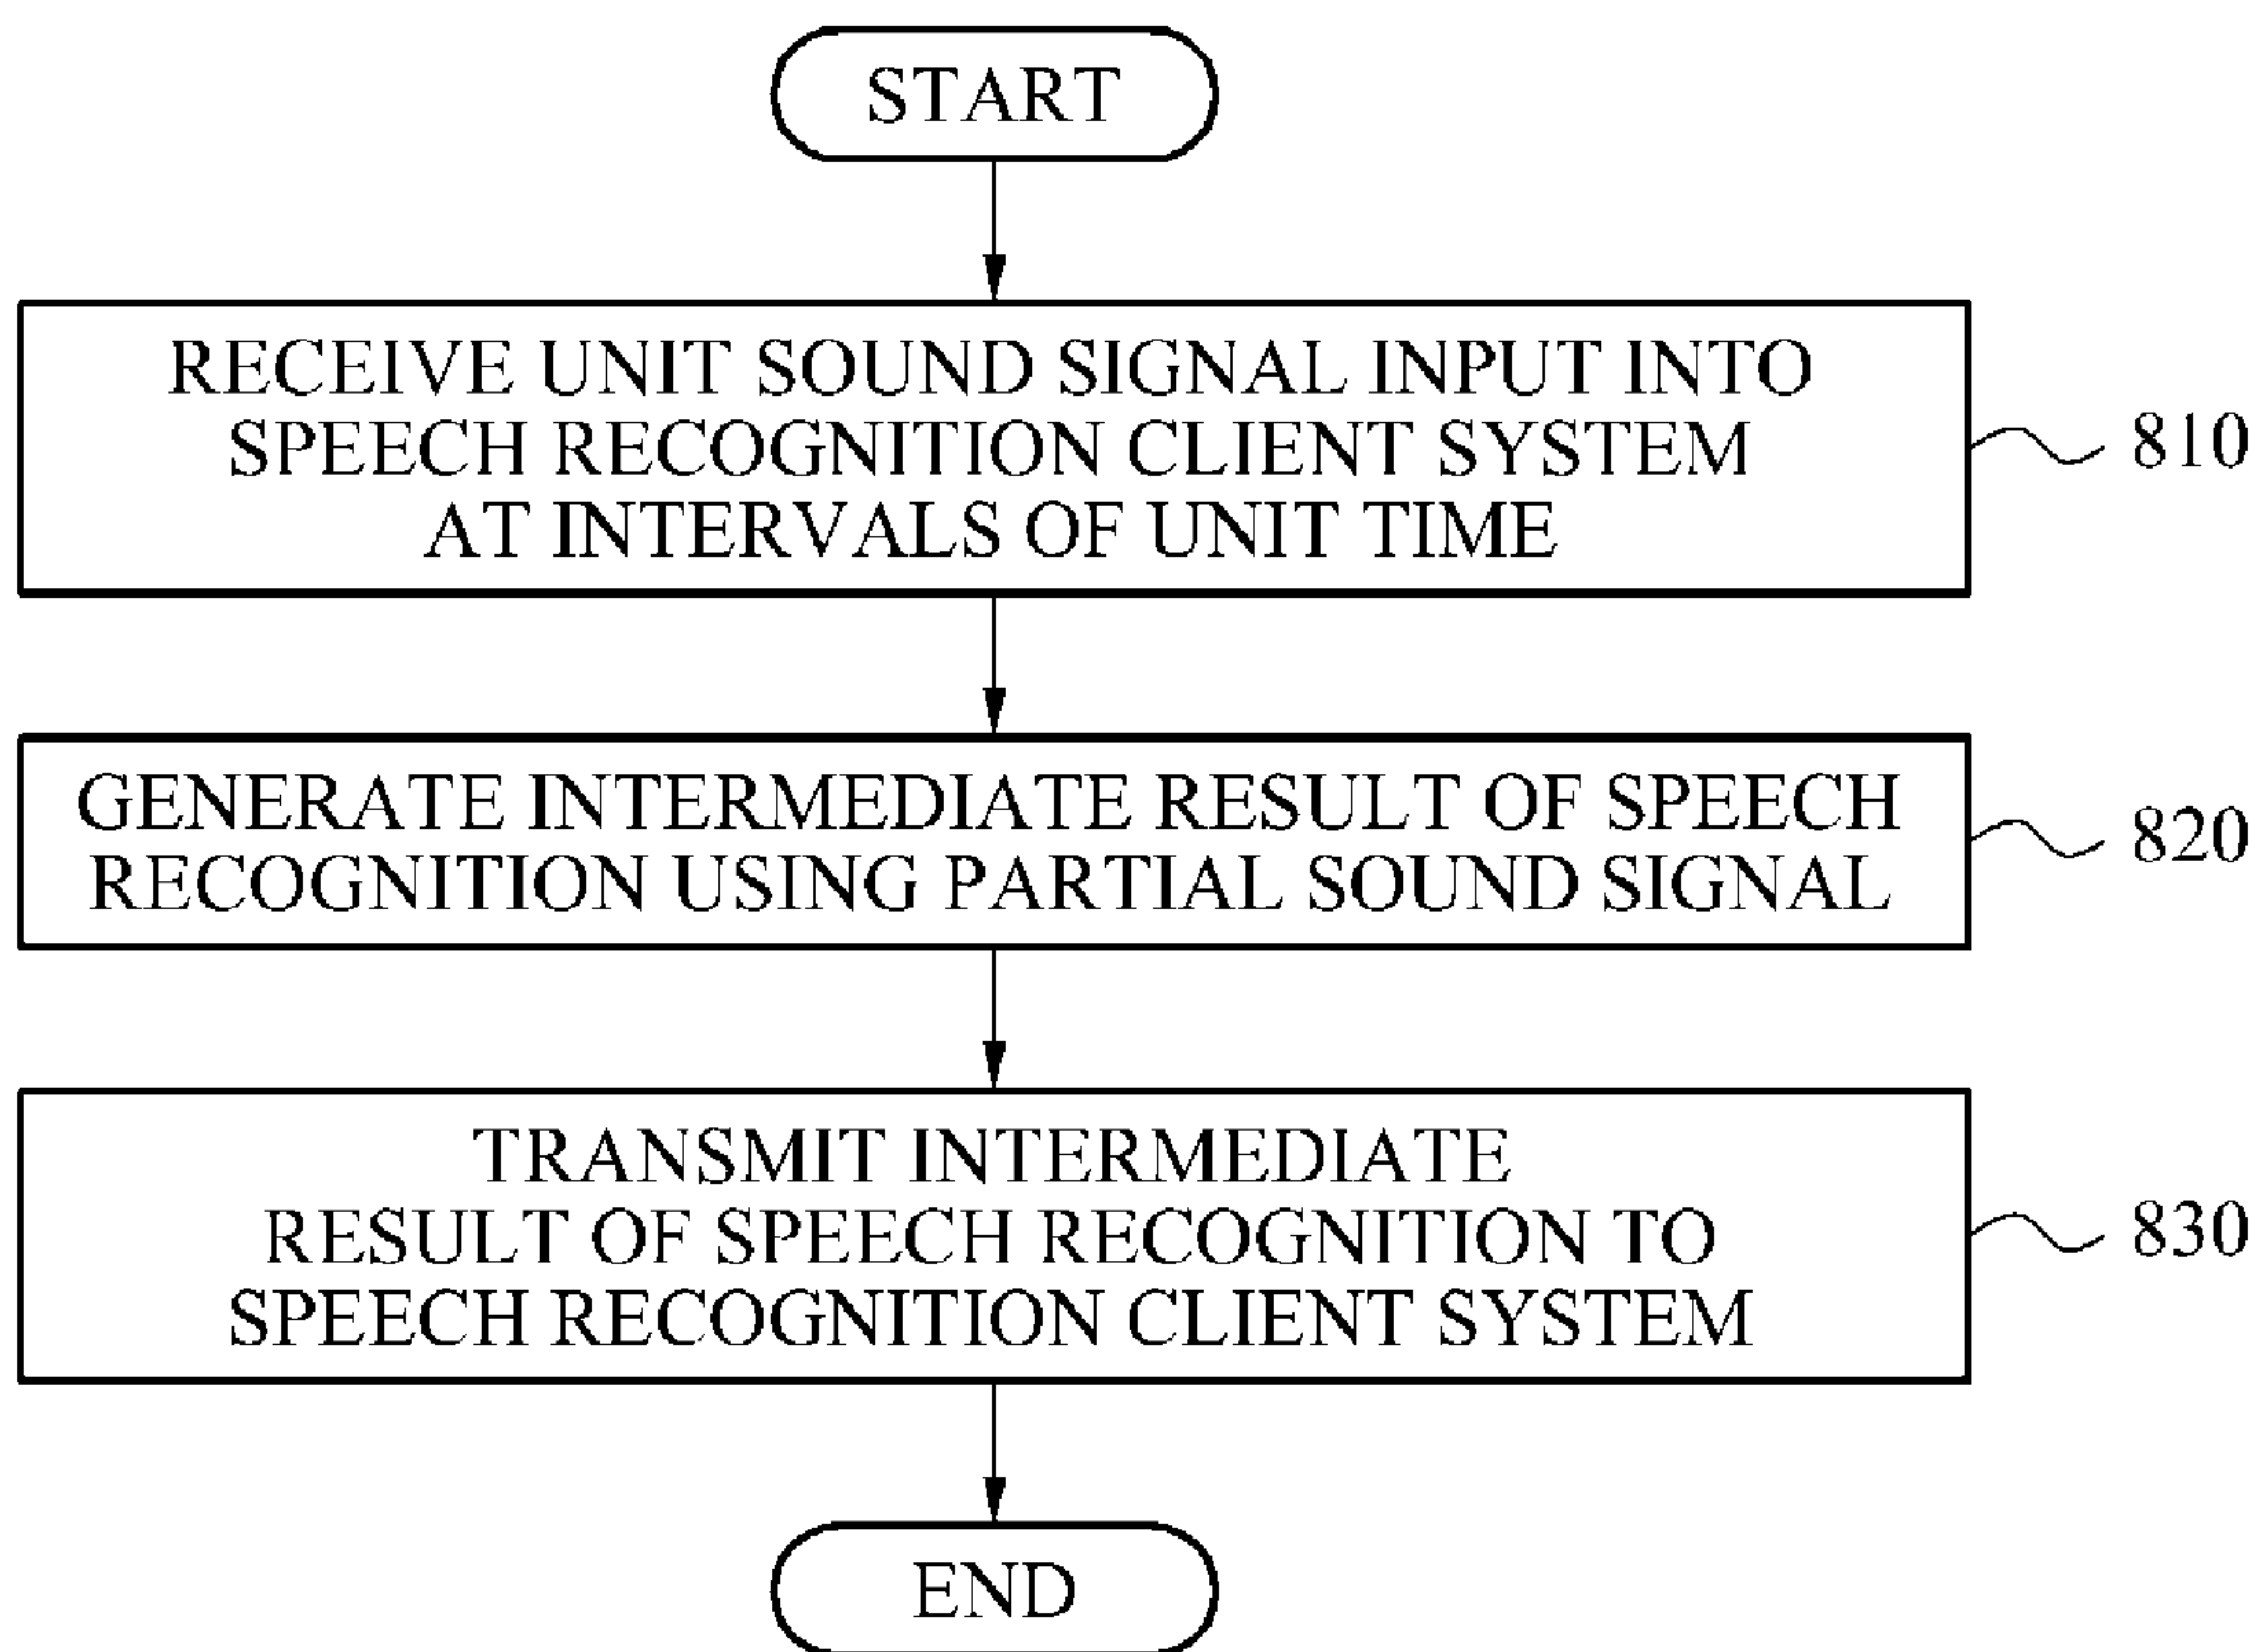 START
RECEIVE UNIT SOUND SIGNAL INPUT INTO
SPEECH RECOGNITION CLIENT SYSTEM
AT INTERVALS OF UNIT TIME
810
GENERATE INTERMEDIATE RESULT OF SPEECH
RECOGNITION USING PARTIAL SOUND SIGNAL
820
TRANSMIT INTERMEDIATE
RESULT OF SPEECH RECOGNITION TO
SPEECH RECOGNITION CLIENT SYSTEM
830
END